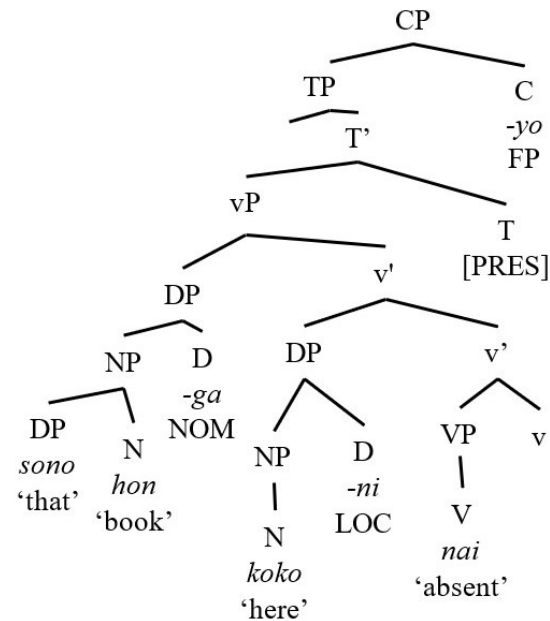 CP
TP C
-yo
FP
T’
vP T
[PRES]
DP v'
NP D DP v’
-ga
NOM
DP N NP D VP v
sono hon -ni
‘that’ ‘book’ LOC
N V
koko nai
‘here’ ‘absent’